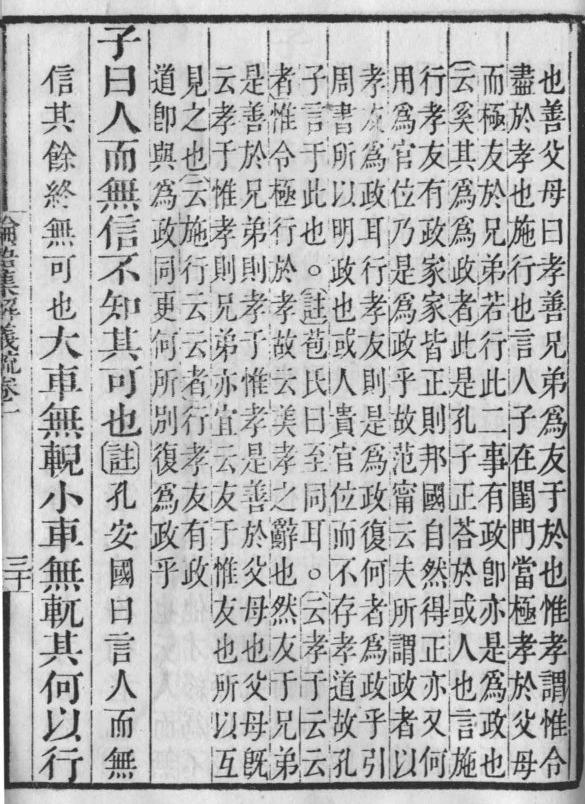 也善父母曰孝善兄弟為友于於也惟孝謂惟令
盡於孝也施行也言人子在閨門當極孝於父母
而極友於兄弟若行此二事有政卽亦是為政也
云奚其為為政者此是孔子正荅於或人也言施
行孝友有政家家皆正則邦國自然得正亦又何
用為官位乃是為政乎故范甯云夫所謂政者以
孝友為政耳行孝友則是為政復何者為政乎引
周書所以明政也或人貴官位而不存孝道故孔
子言于此也○註苞氏曰至同耳○云孝于云云
者惟令極行於孝故云美孝之辭也然友于兄弟
是善於兄弟則孝于惟孝是善於父母也父母旣
云孝于惟孝則兄弟亦宜云友于惟友也所以互
見之也云施行云云者行孝友有政
道卽與為政同更何所別復為政乎
子曰人而無信不知其可也註孔安國曰言人而無
信其餘終無可也大車無輗小車無軏其何以行
論語集解義疏卷一 三十